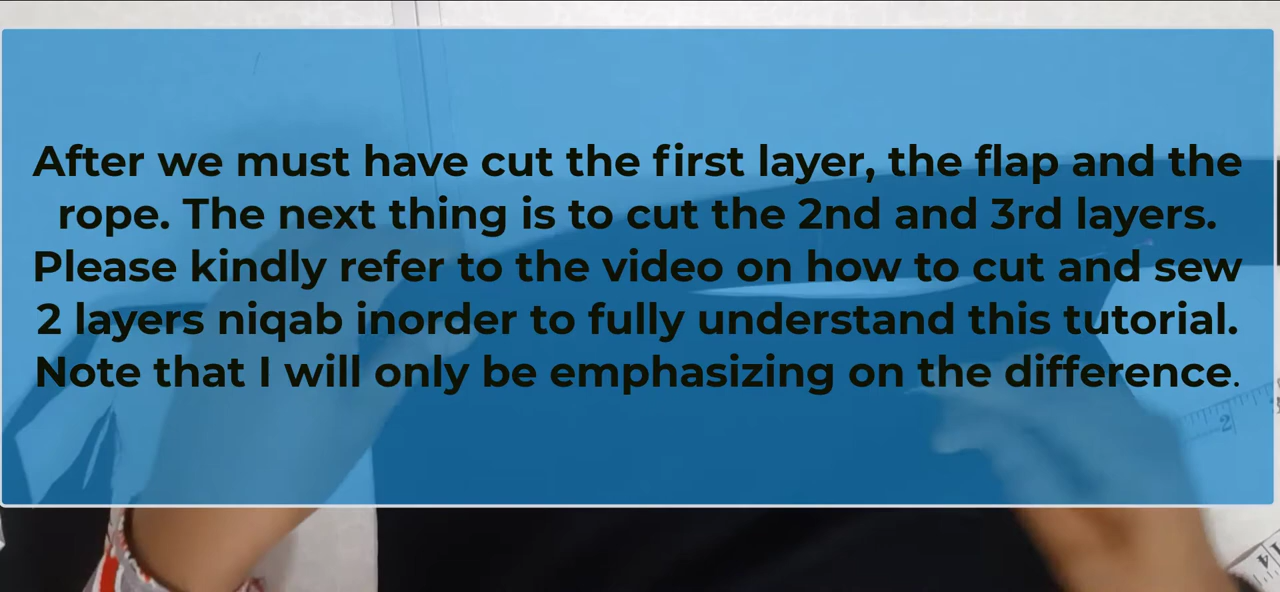 After we must have cut the first layer, the flap and the
rope. The next thing is to cut the 2nd and 3rd layers.
Please kindly refer to the video on how to cut and sew
2 layers niqab inorder to fully understand this tutorial.
Note that I will only be emphasizing on the difference.
2
4